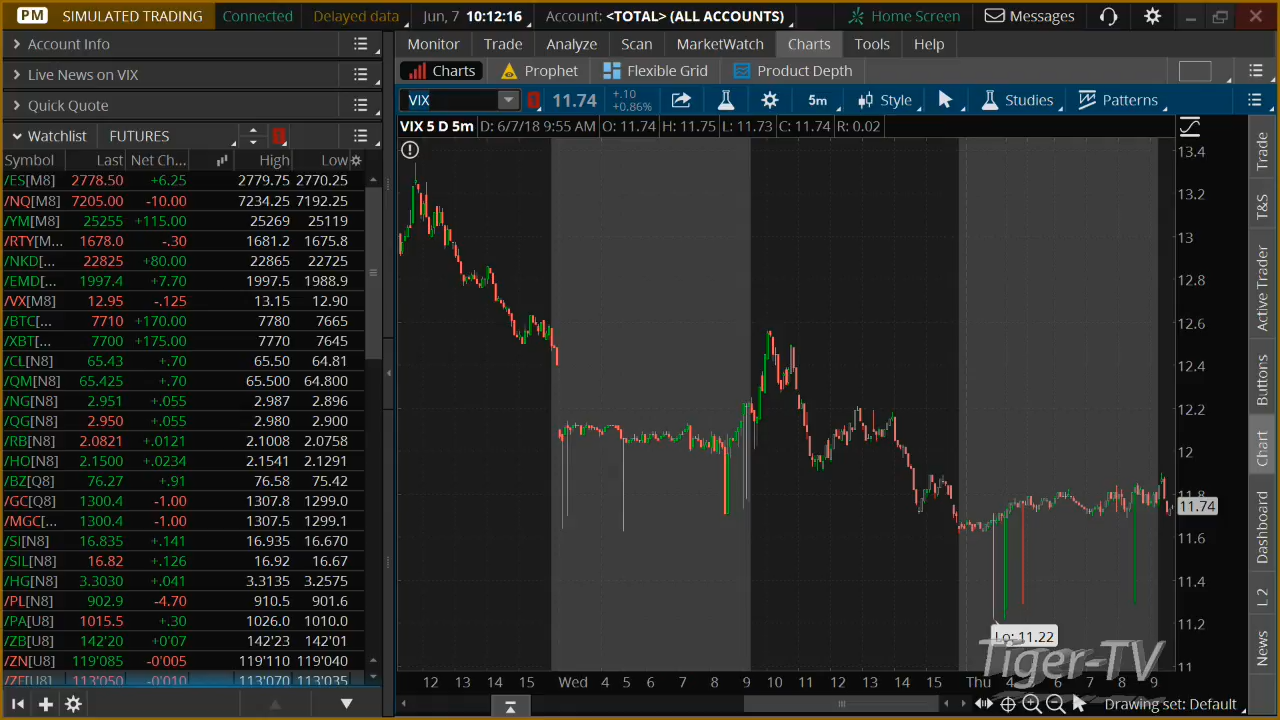 PM SIMULATED TRADING Connected Delayed data Jun, 7 10:12:16 Account: <TOTAL> (ALL ACCOUNTS) Home Screen Messages
Account Info
Live News on VIX
Quick Quote
Watchlist FUTURES
Symbol Last Net Ch... High Low
/ES[M8] 2778.50 +6.25 2779.75 2770.25
/NQ[M8] 7205.00 -10.00 7234.25 7192.25
/YM[M8] 25255 +115.00 25269 25119
/RTY[M... 1678.0 -.30 1681.2 1675.8
/NKD[... 22825 +80.00 22865 22725
/EMD[... 1997.4 +7.70 1997.5 1988.9
/VX[M8] 12.95 -.125 13.15 12.90
/BTC[... 7710 +170.00 7780 7665
/XBT[... 7700 +175.00 7740 7645
/CL[N8] 65.43 +.70 65.50 64.81
/QM[N8] 65.425 +.70 65.500 64.800
/NG[N8] 2.951 +.055 2.987 2.896
/QG[N8] 2.950 +.055 2.980 2.900
/RB[N8] 2.0821 +.0121 2.1008 2.0758
/HO[N8] 2.1500 +.0234 2.1541 2.1291
/BZ[Q8] 76.27 +.91 76.58 75.42
/GC[Q8] 1300.4 -1.00 1307.8 1299.0
/MGC[... 1300.4 -1.00 1307.5 1299.1
/SI[N8] 16.835 +.141 16.935 16.670
/SIL[N8] 16.82 +.126 16.92 16.67
/HG[N8] 3.3030 +.041 3.3135 3.2575
/PL[N8] 902.9 -4.70 910.5 901.6
/PA[U8] 1015.5 +.30 1026.0 1010.0
/ZB[U8] 142'20 +0'07 142'23 142'01
/ZN[U8] 119'085 -0'005 119'110 119'040
/ZF[U8] 113'050 -0'010 113'070 113'035
Monitor Trade Analyze Scan MarketWatch Charts Tools Help
Charts Prophet Flexible Grid Product Depth
VIX 11.74 +.10 +0.86% 5m Style Studies Patterns
VIX 5 D 5m D: 6/7/18 9:55 AM O: 11.74 H: 11.75 L: 11.73 C: 11.74 R: 0.02
13.4
13.2
13
12.8
12.6
12.4
12.2
12
11.8
11.74
11.6
11.4
11.2
11
Lo: 11.22
Tiger-TV
12 13 14 15 Wed 4 5 6 7 8 9 10 11 12 13 14 15 Thu 4 5 6 7 8 9
Drawing set: Default
Trade
T&S
Active Trader
Buttons
Chart
Dashboard
L 2
News